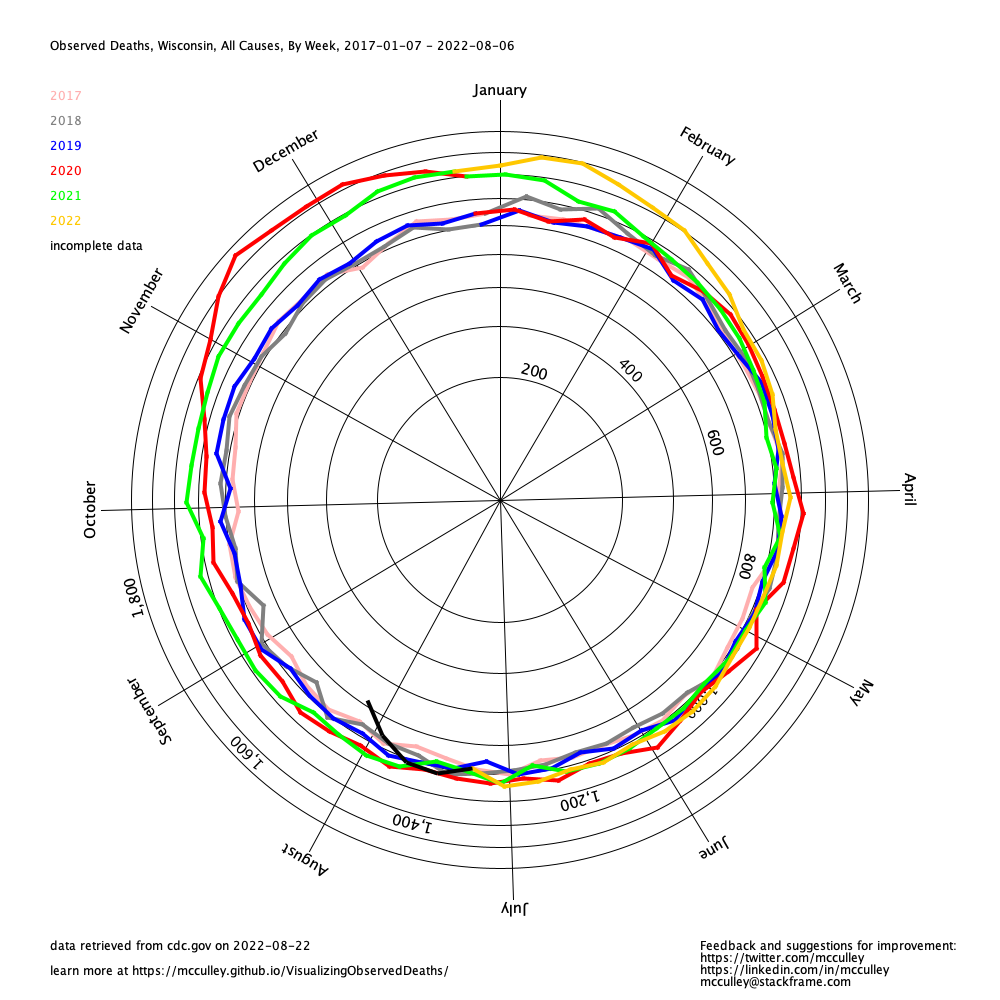 Observed Deaths, Wisconsin, All Causes, By Week, 2017-01-07 - 2022-08-06
January
2017
2018
2019
2020
2021
2022
incomplete data
December
February
November
March
200
400
600
October
April
800
1,800
September
May
1,600
1,400
1,200
August
June
July
data retrieved from cdc.gov on 2022-08-22
learn more at https://mcculley.github.io/VisualizingObservedDeaths/
Feedback and suggestions for improvement:
https://twitter.com/mcculley
https://linkedin.com/in/mcculley
mcculley@stackframe.com